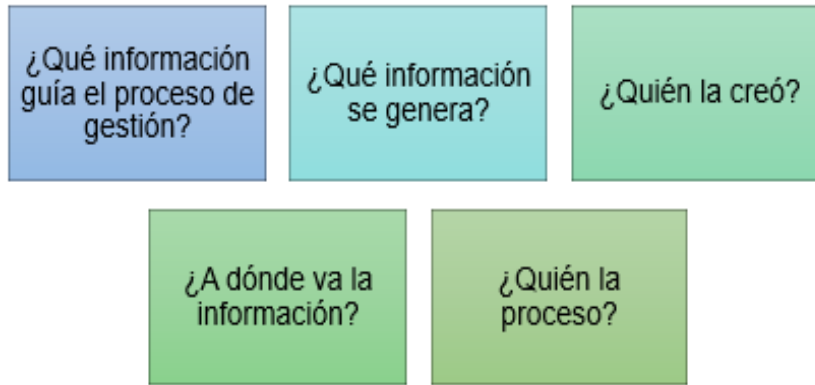 ¿Qué información
guía el proceso de
gestión?
¿Qué información
se genera?
¿Quién la creó?
¿A dónde va la
información?
¿Quién la
proceso?